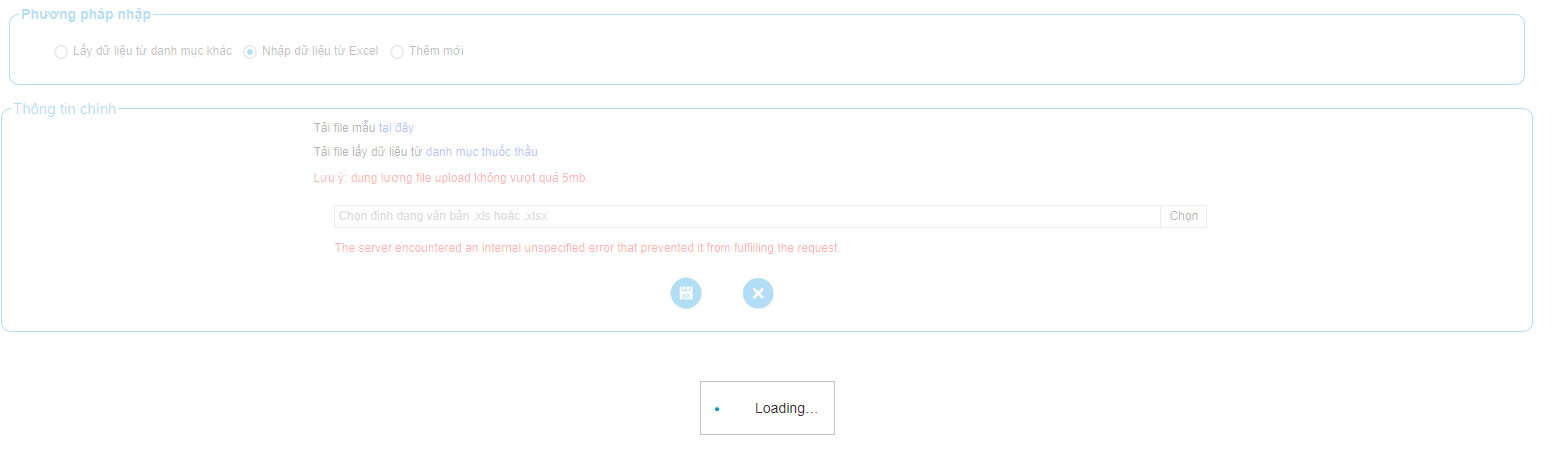 Phương pháp nhập
Lấy dữ liệu từ danh mục khác Nhập dữ liệu từ Excel Thêm mới
Thông tin chính
Tải file mẫu tại đây
Tải file lấy dữ liệu từ danh mục thuốc thầu
Lưu ý: dung lượng file upload không vượt quá 5mb.
Chọn định dạng văn bản .xls hoặc .xlsx Chọn
The server encountered an internal unspecified error that prevented it from fulfilling the request.
Loading...